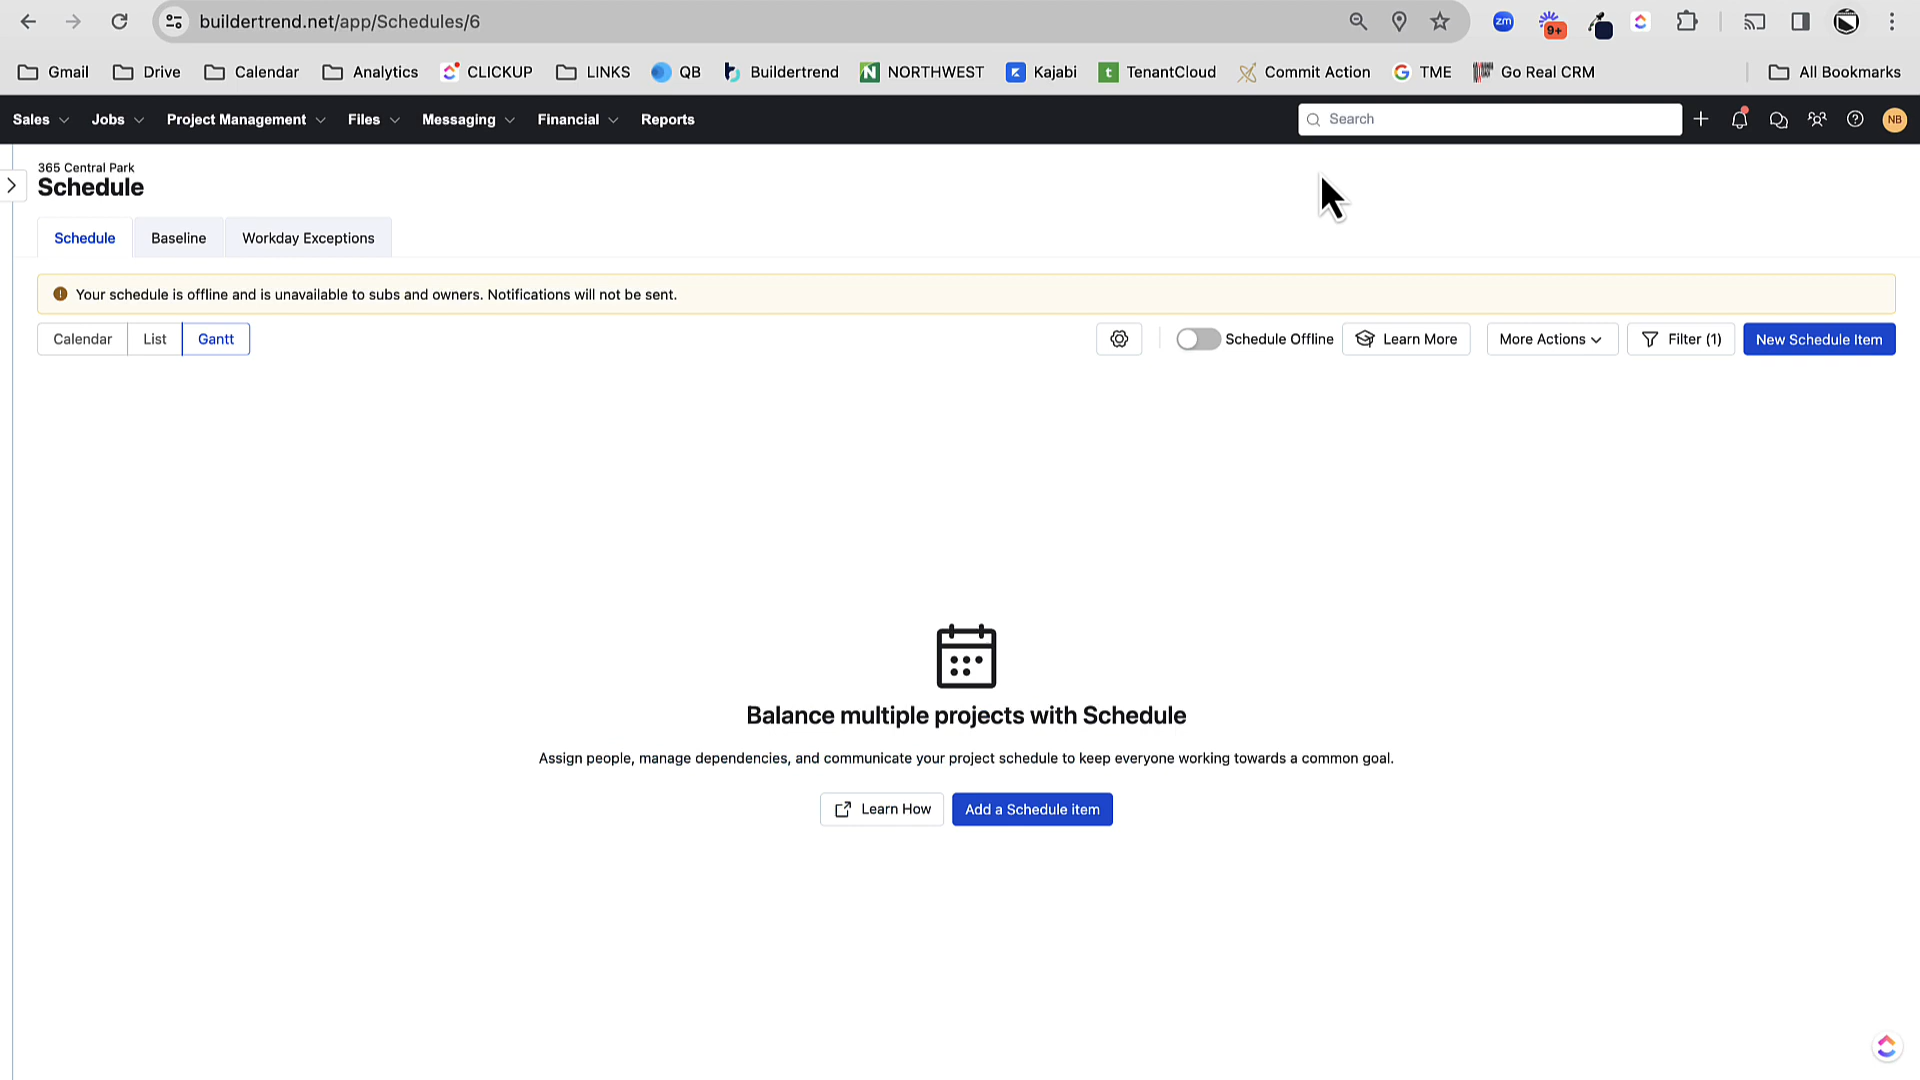 buildertrend.net/app/Schedules/6
zm
9+
Gmail
Drive
Calendar
Analytics
CLICKUP
LINKS
QB
Buildertrend
NORTHWEST
Kajabi
TenantCloud
Commit Action
TME
Go Real CRM
All Bookmarks
Sales
Jobs
Project Management
Files
Messaging
Financial
Reports
Search
NB
365 Central Park
Schedule
Schedule
Baseline
Workday Exceptions
Your schedule is offline and is unavailable to subs and owners. Notifications will not be sent.
Calendar
List
Gantt
Schedule Offline
Learn More
More Actions
Filter (1)
New Schedule Item
Balance multiple projects with Schedule
Assign people, manage dependencies, and communicate your project schedule to keep everyone working towards a common goal.
Learn How
Add a Schedule item